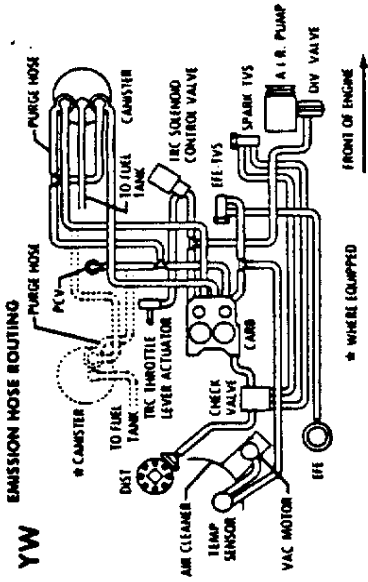 YW EMISSION HOSE ROUTING
PURGE HOSE
CANISTER
TO FUEL
TANK
PCV
PURGE HOSE
* CANISTER
TO FUEL
TANK
TRC SOLENOID
CONTROL VALVE
TRC THROTTLE
LEVER ACTUATOR
DIST
EFE TVS
SPARK TVS
A I R. PUMP
DIV VALVE
CARB
CHECK
VALVE
AIR CLEANER
TEMP
SENSOR
VAC MOTOR
EFE
* WHERE EQUIPPED
FRONT OF ENGINE